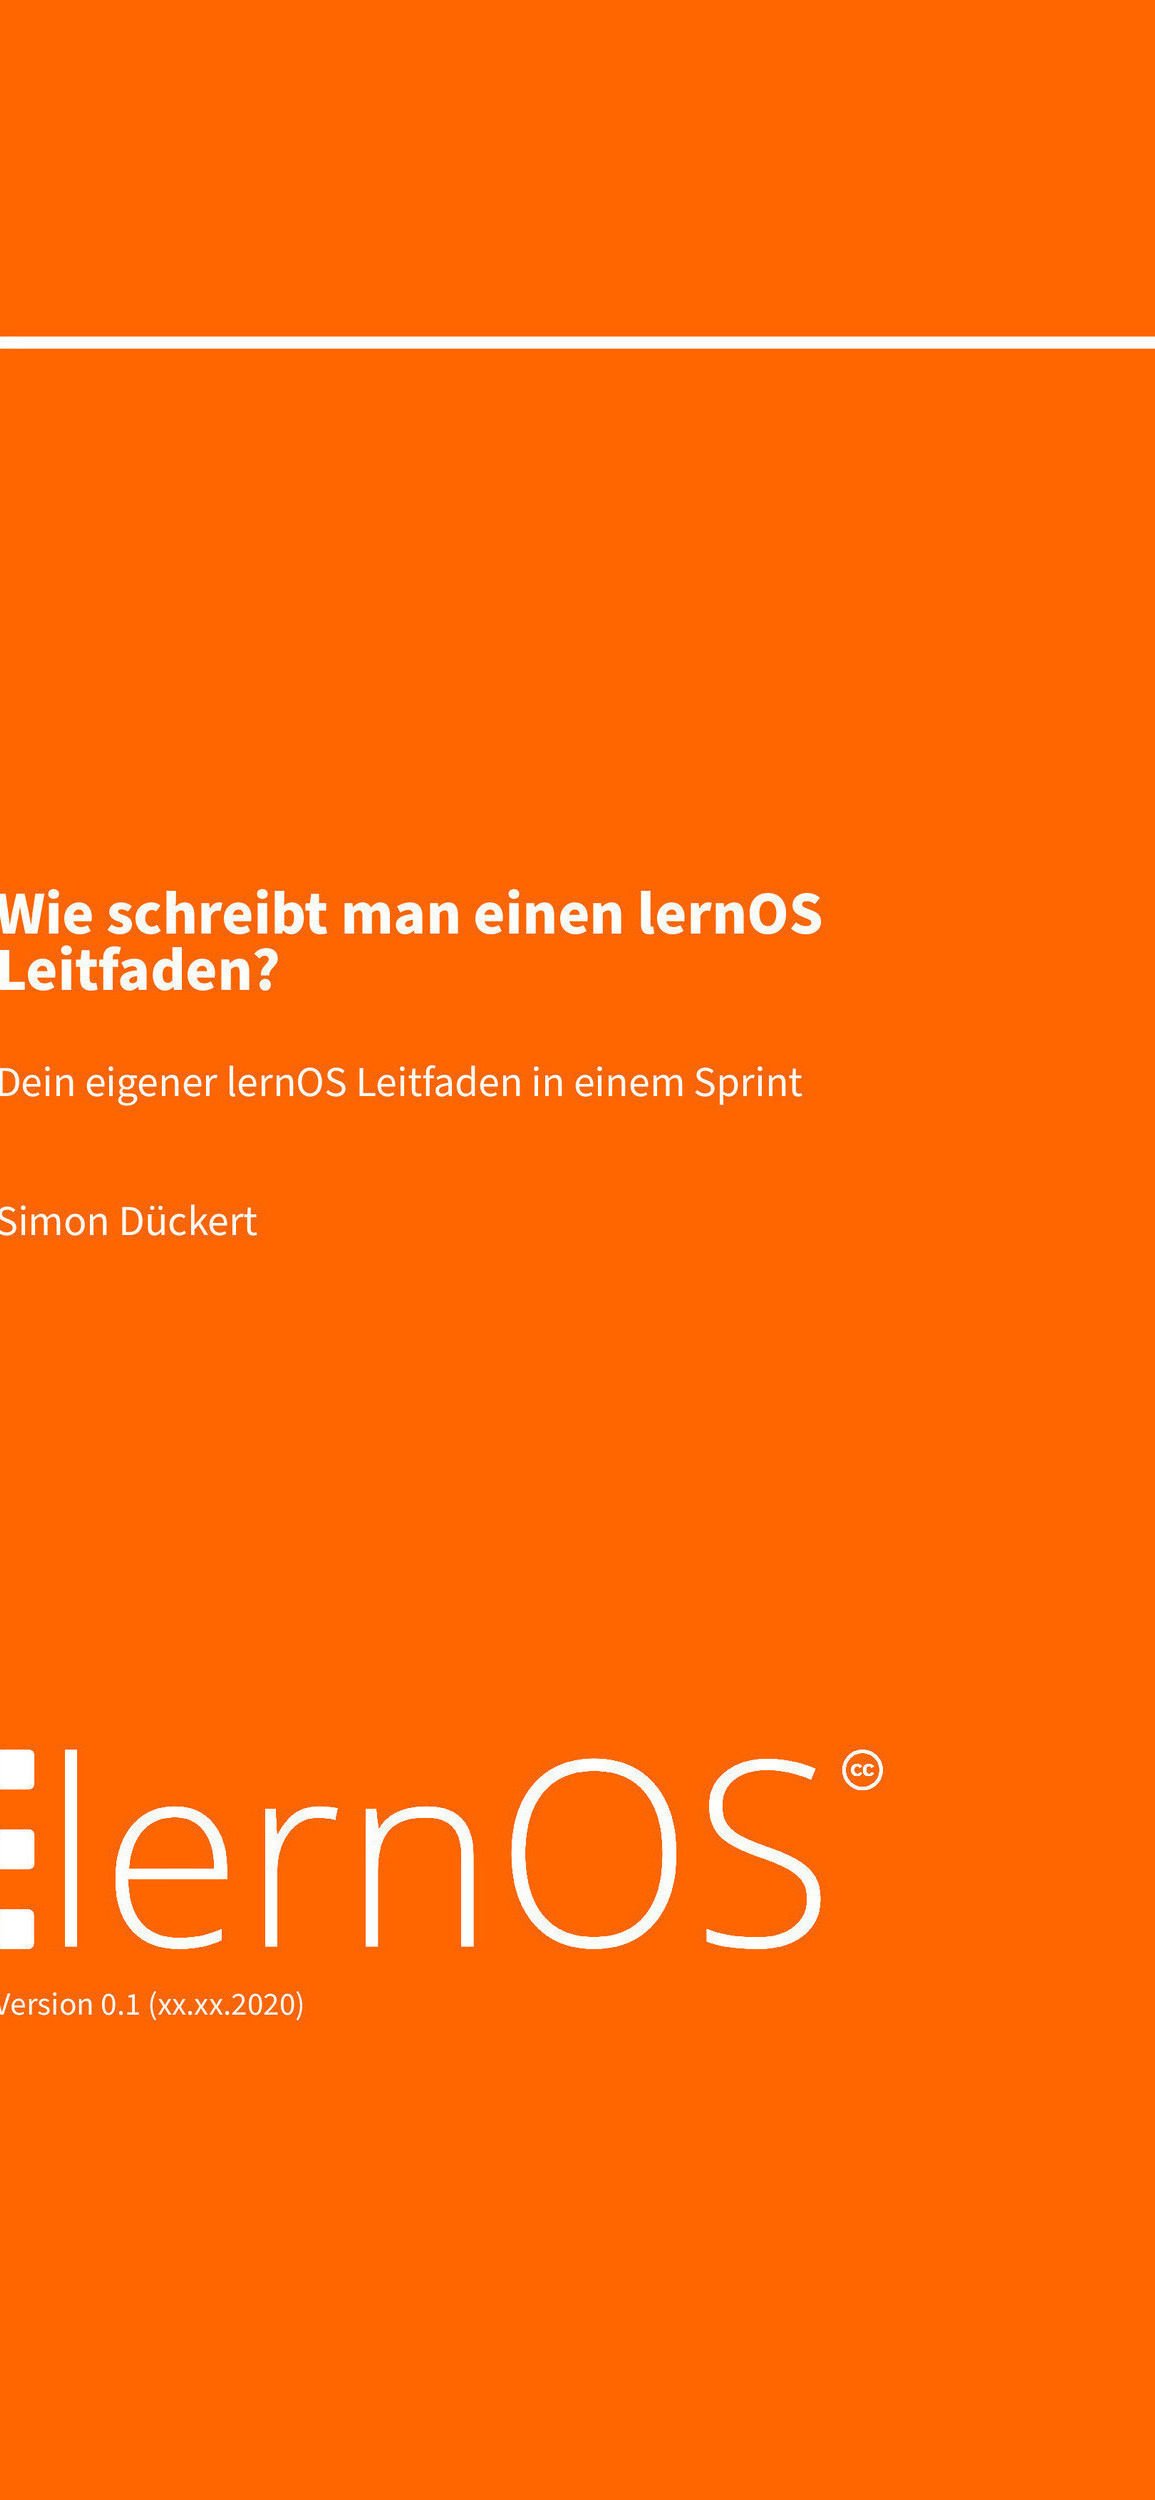 Wie schreibt man einen lernOS
Leitfaden?
Dein eigener lernOS Leitfaden in einem Sprint
Simon Dückert
lernOS cc
Version 0.1 (xx.xx.2020)